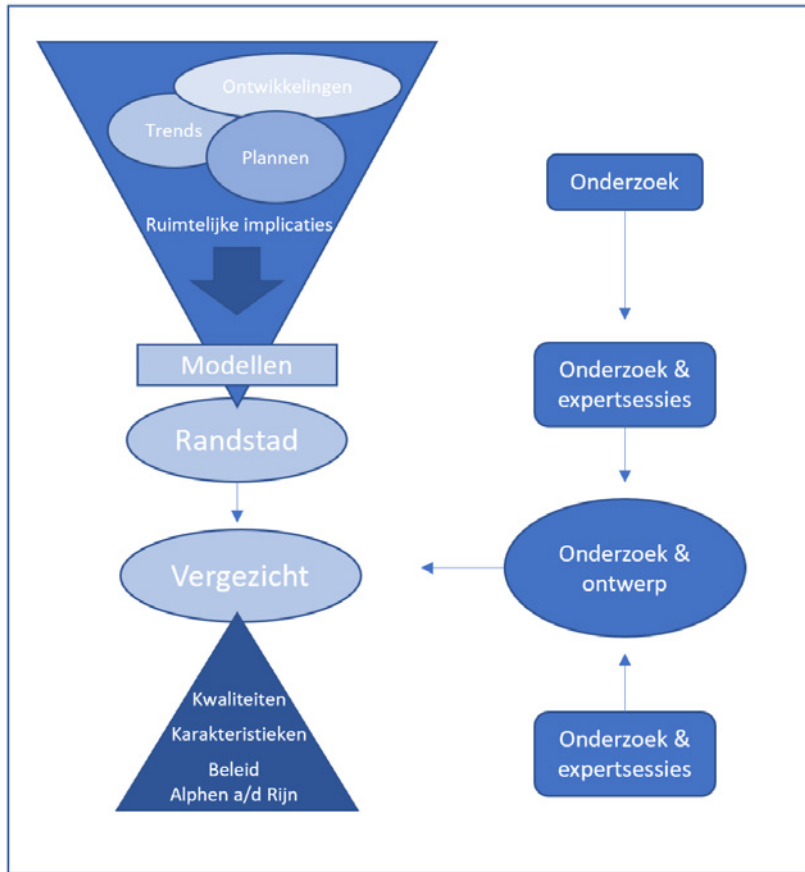 Ontwikkelingen
Trends
Plannen
Ruimtelijke implicaties
Modellen
Randstad
Vergezicht
Kwaliteiten
Karakteristieken
Beleid
Alphen a/d Rijn
Onderzoek
Onderzoek &
expertsessies
Onderzoek &
ontwerp
Onderzoek &
expertsessies